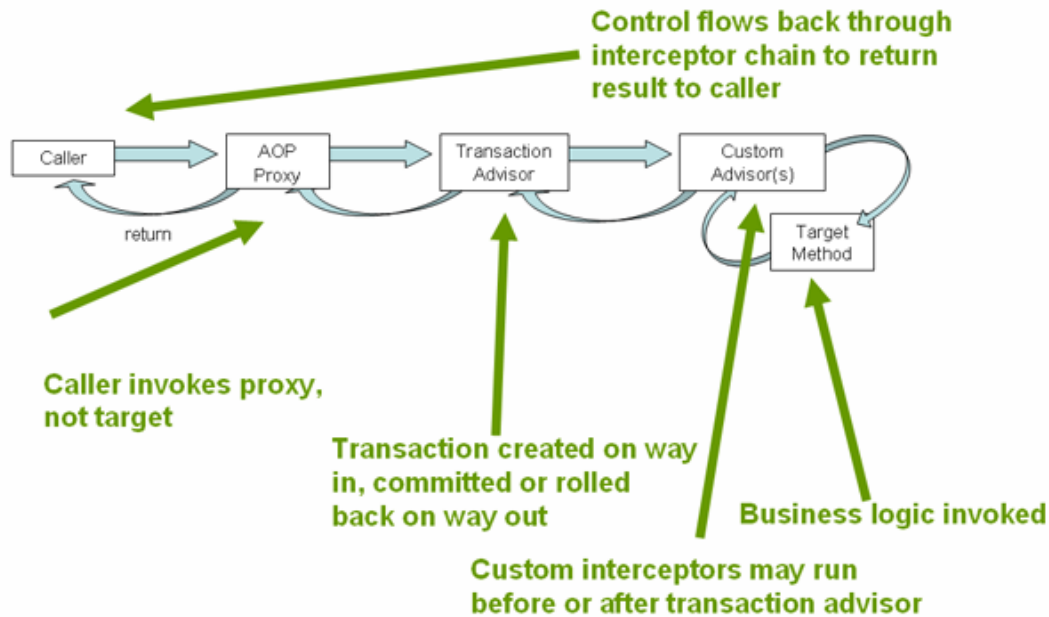 Control flows back through
interceptor chain to return
result to caller
Caller
AOP
Proxy
Transaction
Advisor
Custom
Advisor(s)
return
Target
Method
Caller invokes proxy,
not target
Transaction created on way
in, committed or rolled
back on way out
Business logic invoked
Custom interceptors may run
before or after transaction advisor